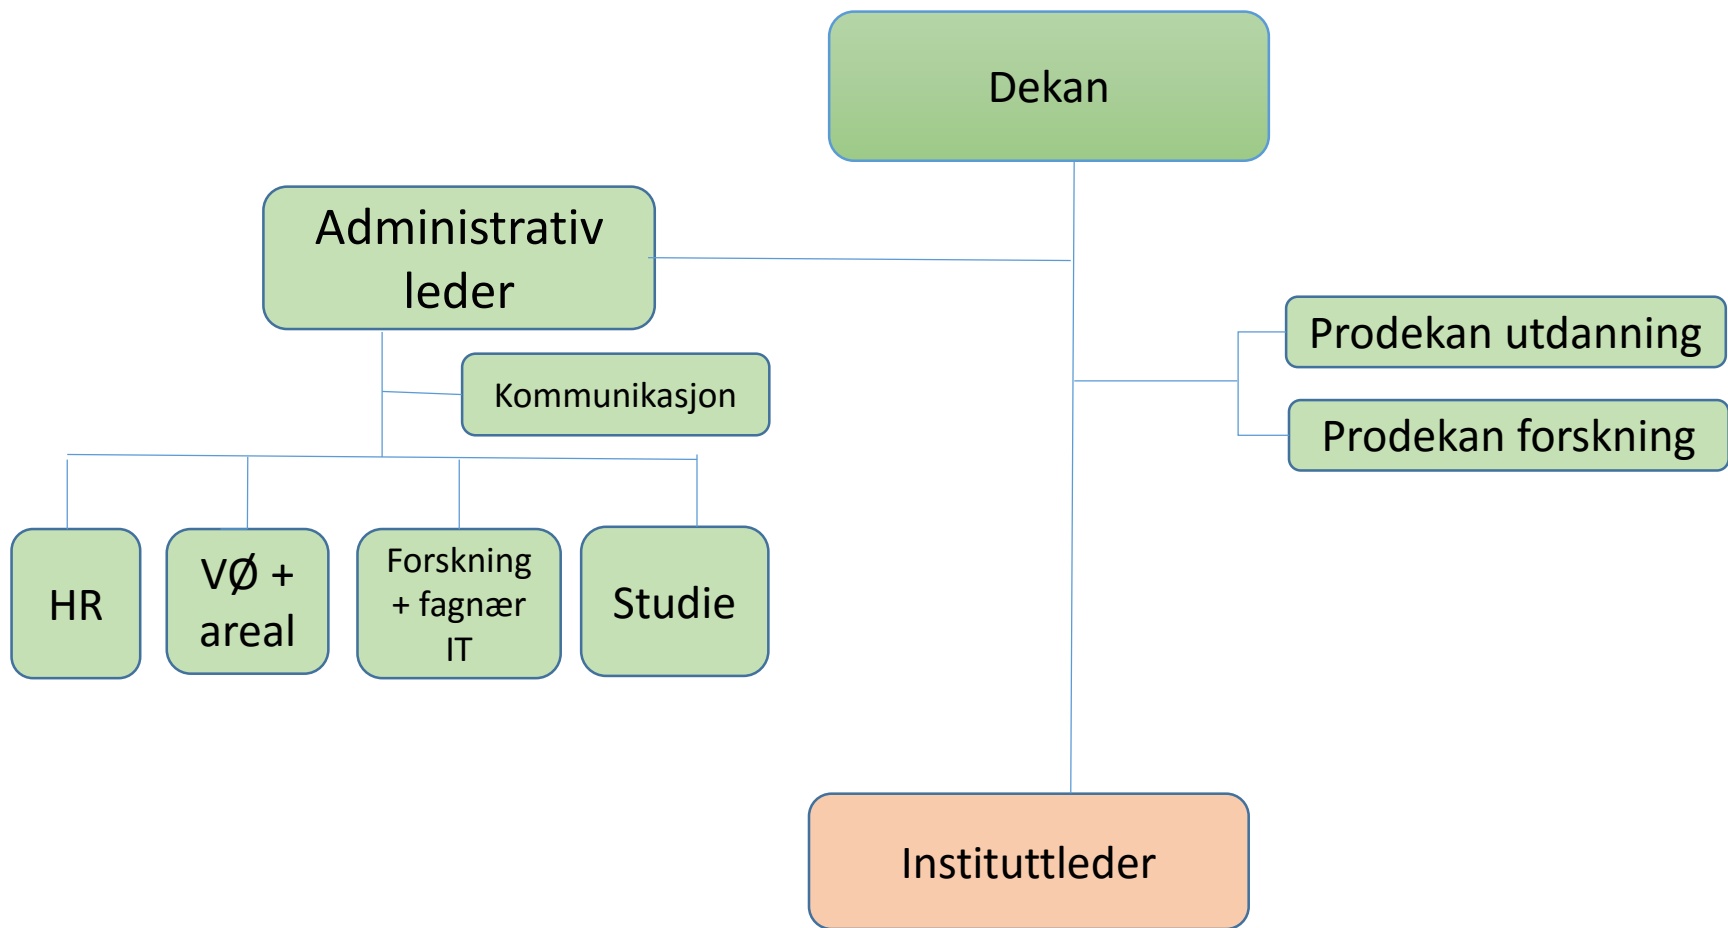 Dekan
Administrativ
leder
Prodekan utdanning
Kommunikasjon
Prodekan forskning
HR
VØ +
areal
Forskning
+ fagnær
IT
Studie
Instituttleder